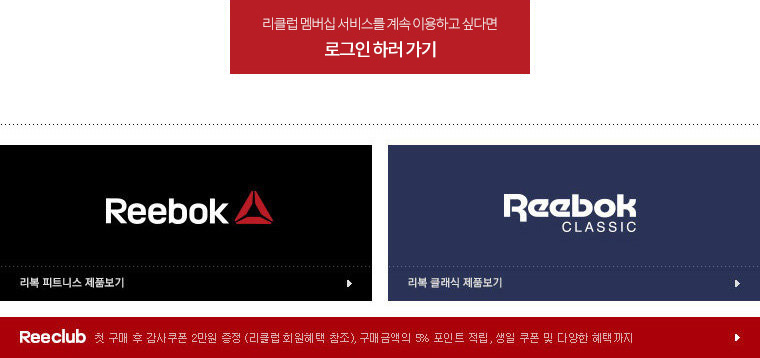 리클럽 멤버십 서비스를 계속 이용하고 싶다면
로그인 하러 가기
Reebok
리복 피트니스 제품보기
Reebok
CLASSIC
리복 클래식 제품보기
Reeclub 첫 구매 후 감사쿠폰 2만원 증정 (리클럽 회원혜택 참조), 구매금액의 5% 포인트 적립, 생일 쿠폰 및 다양한 혜택까지